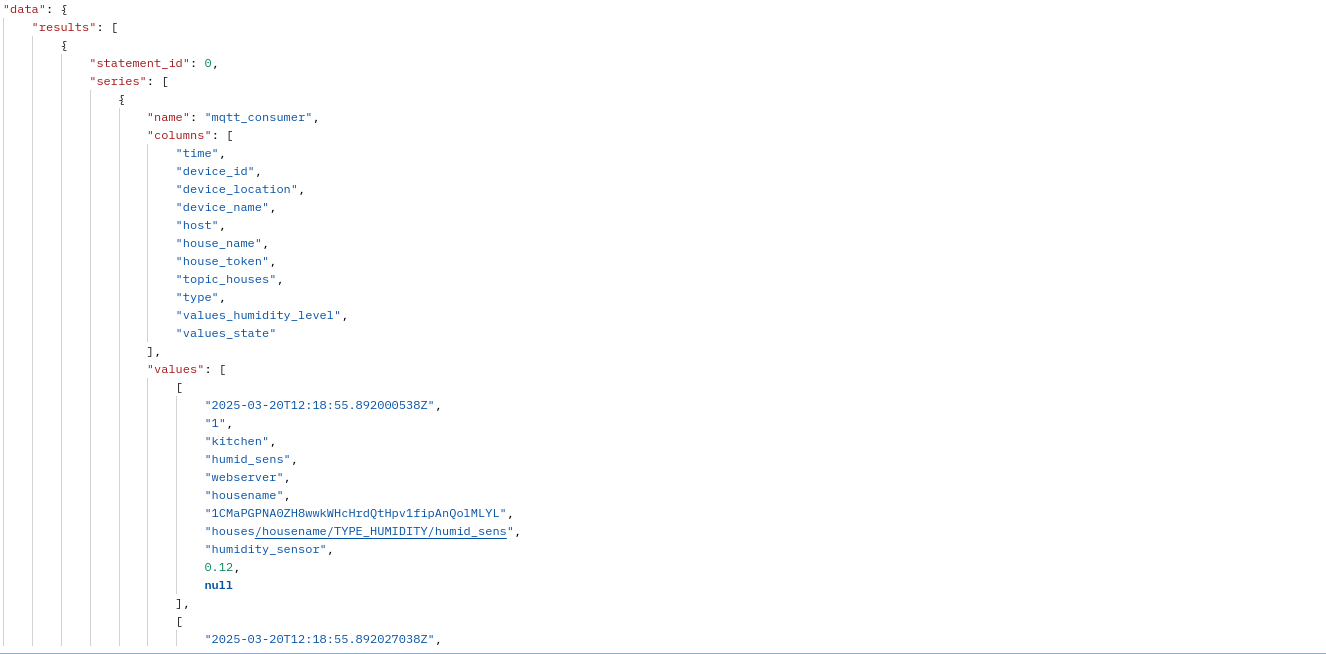 "data": {
"results": [
{
"statement_id": 0,
"series": [
{
"name": "mqtt_consumer",
"columns": [
"time",
"device_id",
"device_location",
"device_name",
"host",
"house_name",
"house_token",
"topic_houses",
"type",
"values_humidity_level",
"values_state"
],
"values": [
[
"2025-03-20T12:18:55.892000538Z",
"1",
"kitchen",
"humid_sens",
"webserver",
"housename",
"1CMaPGPNA0ZH8wwkWHcHrdQtHpv1fipAnQolMLYL",
"houses/housename/TYPE_HUMIDITY/humid_sens",
"humidity_sensor",
0.12,
null
],
[
"2025-03-20T12:18:55.892027038Z",